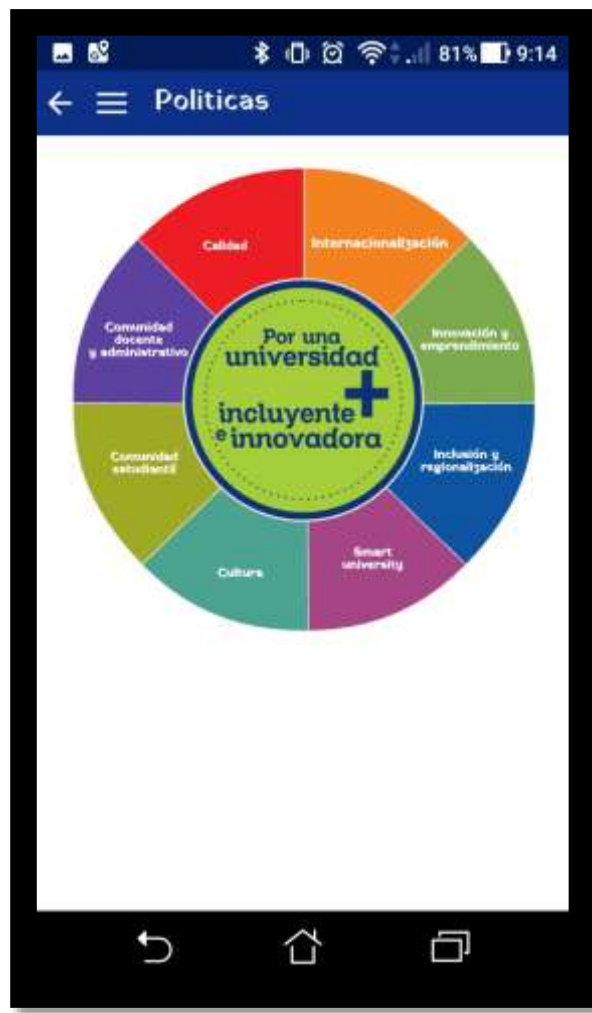 81% 9:14
Politicas
Calidad
Internacionalización
Comunidad
docente
y administrativo
Innovación y
emprendimiento
Por una
universidad
+
incluyente
e innovadora
Comunidad
estudiantil
Inclusión y
regionalización
Cultura
Smart
university